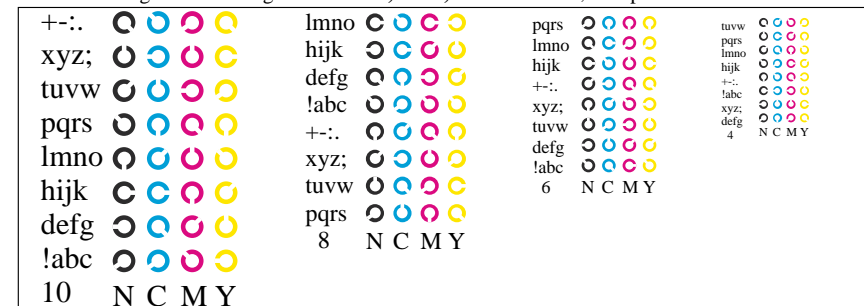 +-:.
xyz;
tuvw
pqrs
lmno
hijk
defg
!abc
10 N C M Y
lmno
hijk
defg
!abc
+-:.
xyz;
tuvw
pqrs
8 N C M Y
pqrs
lmno
hijk
+-:.
xyz;
tuvw
defg
!abc
6 N C M Y
tuvw
pqrs
lmno
hijk
+-:.
!abc
xyz;
defg
4 N C M Y